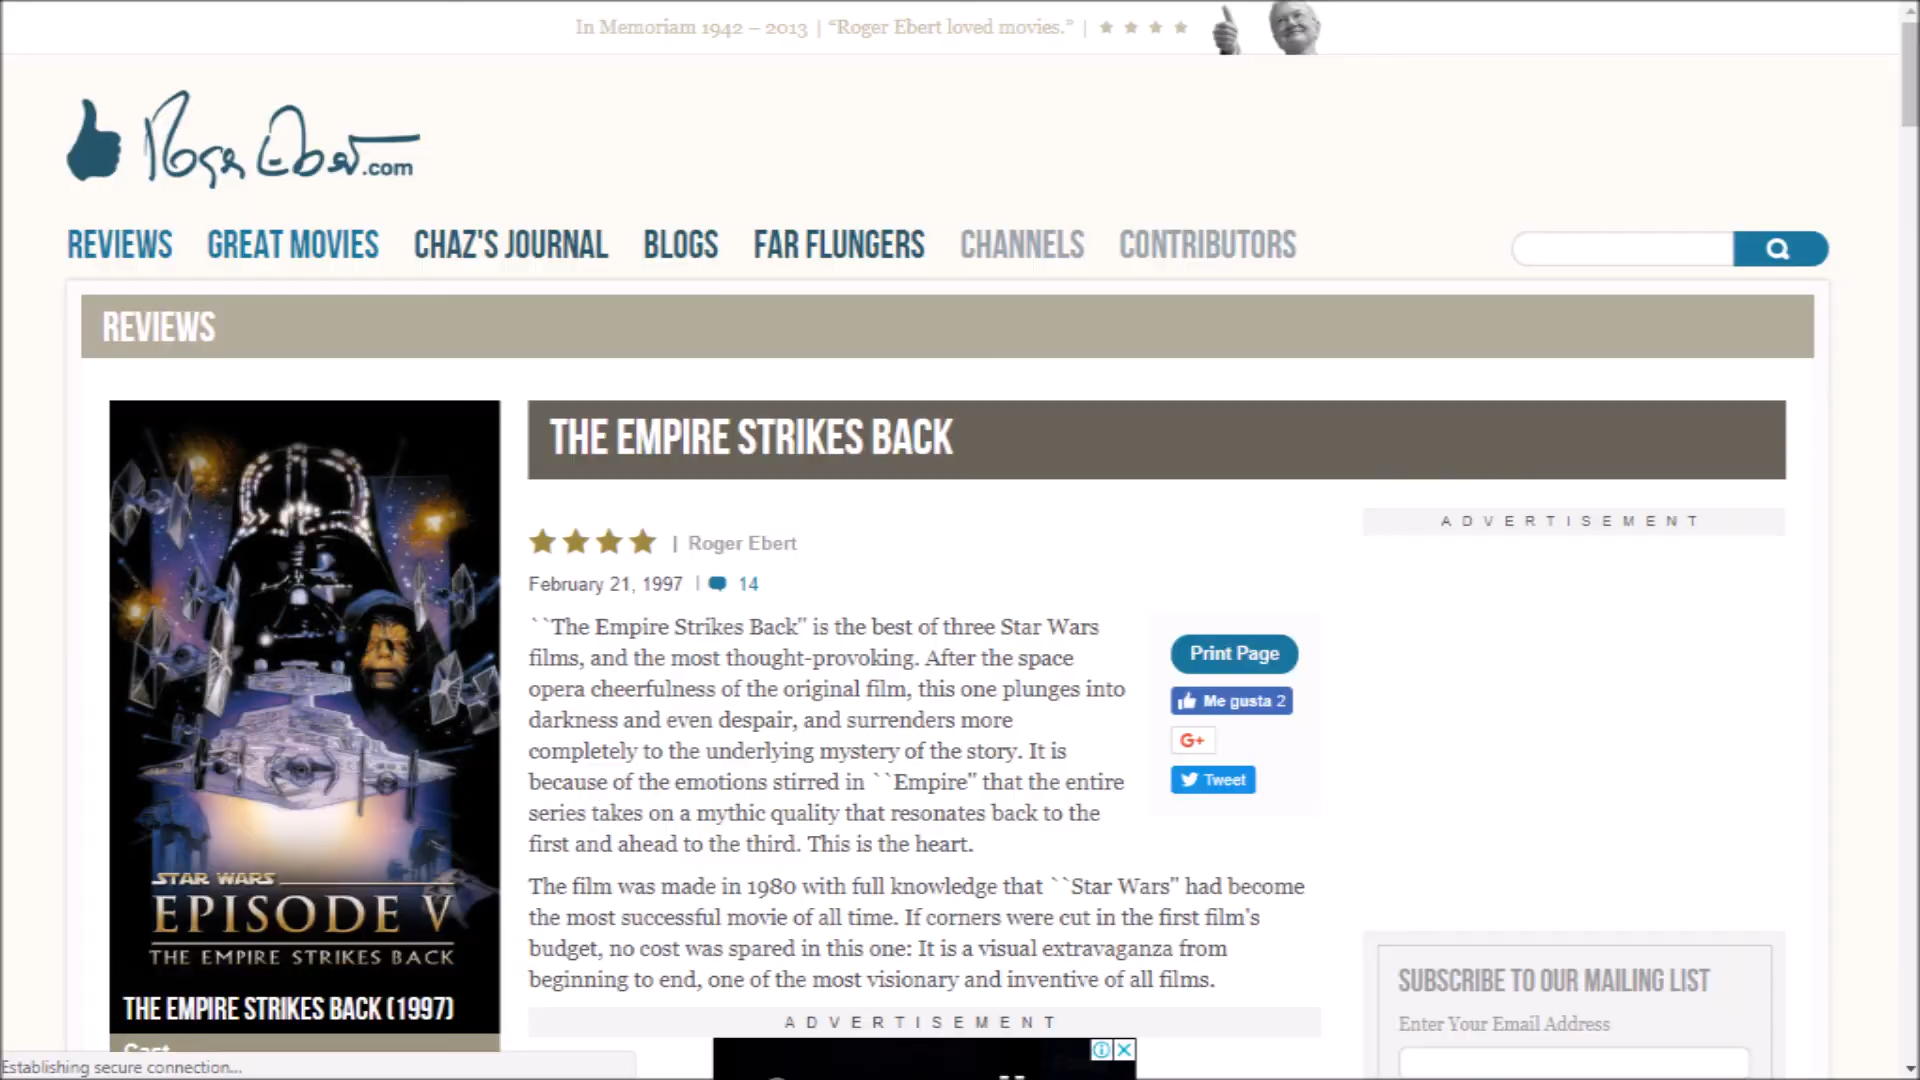 In Memoriam 1942 – 2013 | “Roger Ebert loved movies.” |
Roger Ebert.com
REVIEWS GREAT MOVIES CHAZ'S JOURNAL BLOGS FAR FLUNGERS CHANNELS CONTRIBUTORS
REVIEWS
THE EMPIRE STRIKES BACK
| Roger Ebert
February 21, 1997 | 14
``The Empire Strikes Back'' is the best of three Star Wars
films, and the most thought-provoking. After the space
opera cheerfulness of the original film, this one plunges into
darkness and even despair, and surrenders more
completely to the underlying mystery of the story. It is
because of the emotions stirred in ``Empire'' that the entire
series takes on a mythic quality that resonates back to the
first and ahead to the third. This is the heart.
The film was made in 1980 with full knowledge that ``Star Wars'' had become
the most successful movie of all time. If corners were cut in the first film's
budget, no cost was spared in this one: It is a visual extravaganza from
beginning to end, one of the most visionary and inventive of all films.
ADVERTISEMENT
Print Page
Me gusta 2
G+
Tweet
ADVERTISEMENT
SUBSCRIBE TO OUR MAILING LIST
Enter Your Email Address
STAR WARS
EPISODE V
THE EMPIRE STRIKES BACK
THE EMPIRE STRIKES BACK (1997)
Cast
Establishing secure connection...